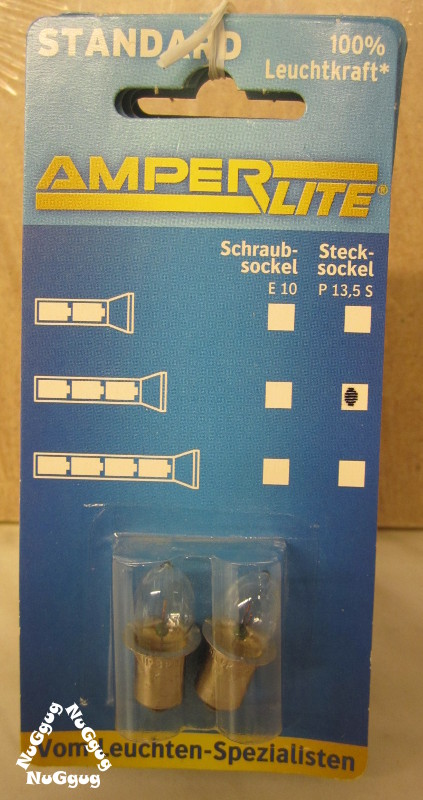 STANDARD
100%
Leuchtkraft*
AMPERLITE®
Schraub-
sockel
E 10
Steck-
sockel
P 13,5 S
Vom Leuchten-Spezialisten
NuGgug
NuGgug
NuGgug